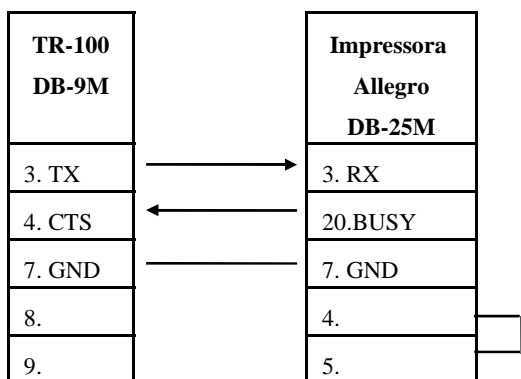 TR-100
DB-9M
Impressora
Allegro
DB-25M
3. TX
3. RX
4. CTS
20.BUSY
7. GND
7. GND
8.
4.
9.
5.